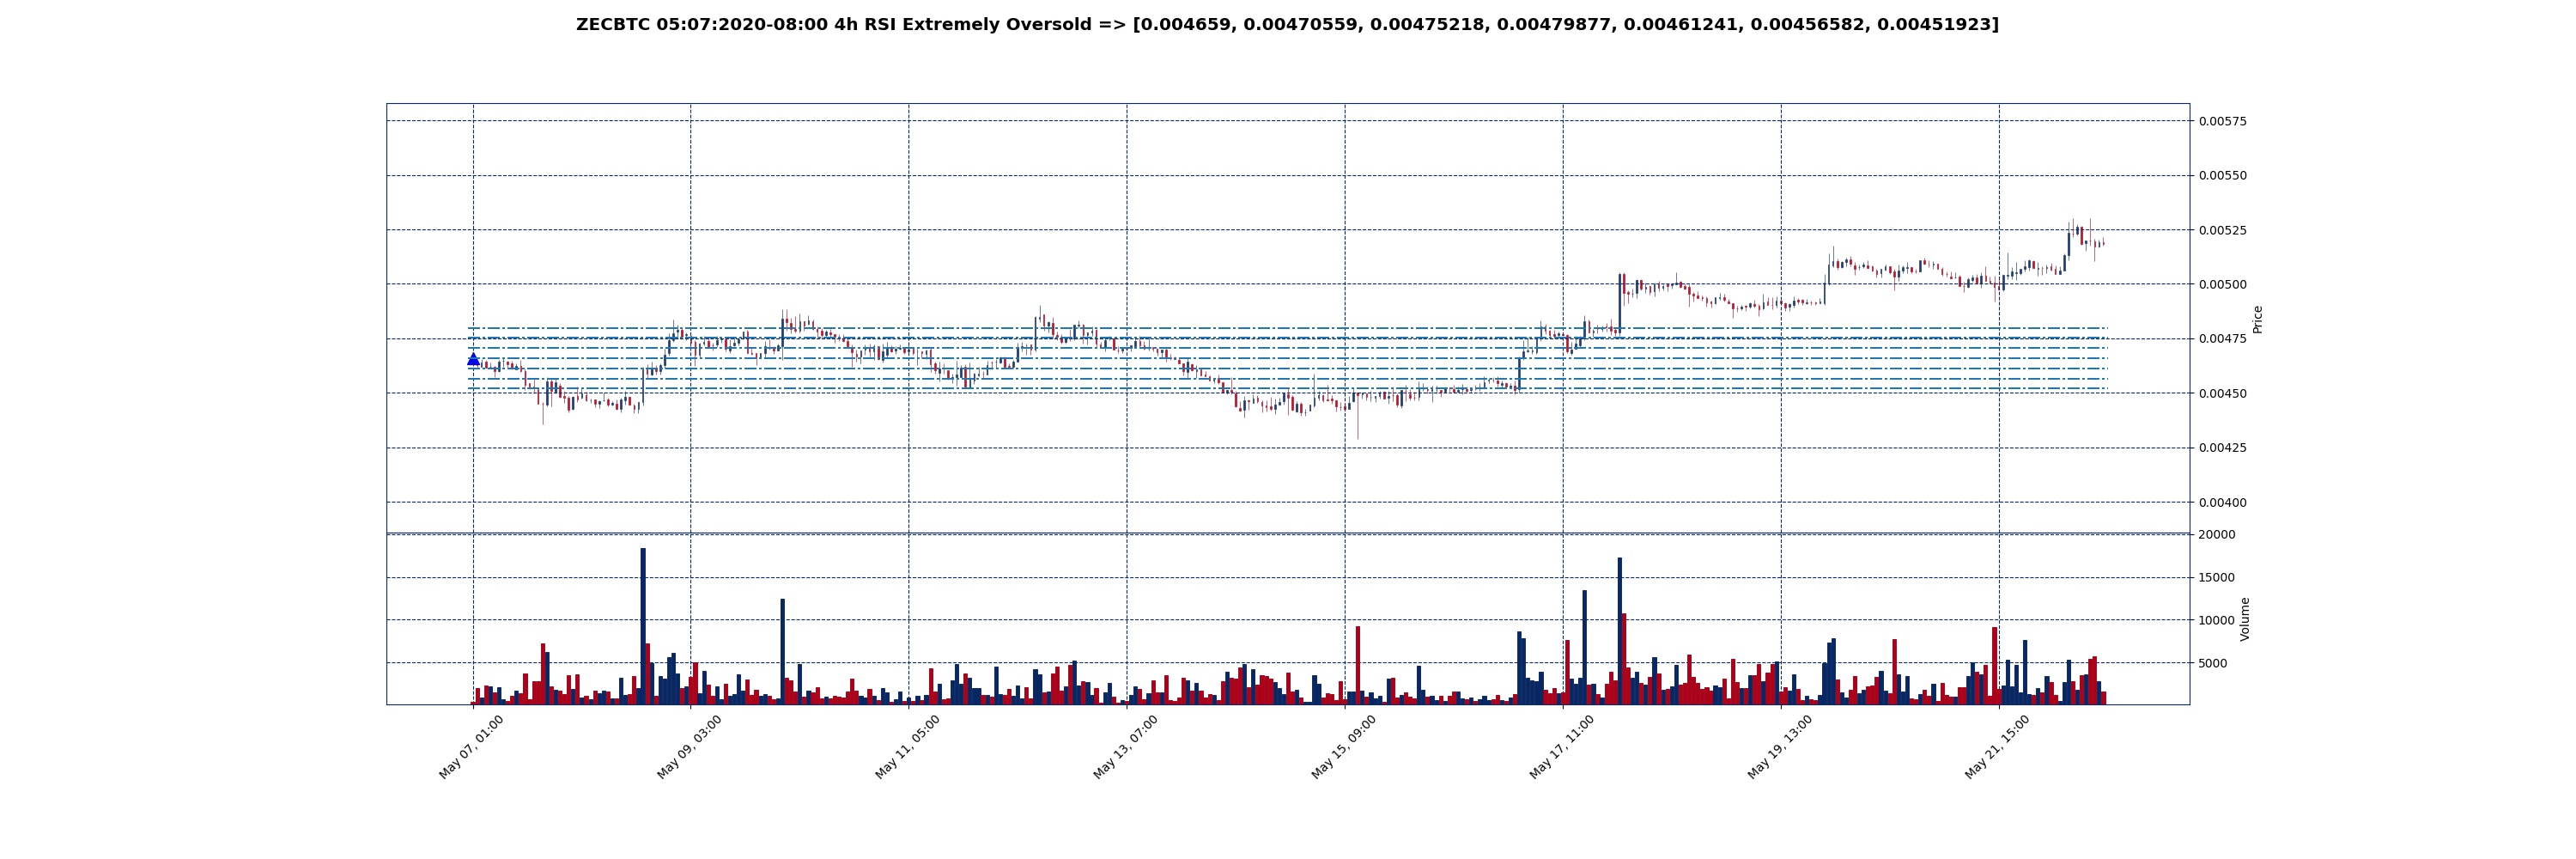 ZECBTC 05:07:2020-08:00 4h RSI Extremely Oversold => [0.004659, 0.00470559, 0.00475218, 0.00479877, 0.00461241, 0.00456582, 0.00451923]
0.00575
0.00550
0.00525
0.00500
0.00475
0.00450
0.00425
0.00400
Price
20000
15000
10000
5000
Volume
May 07, 01:00
May 09, 03:00
May 11, 05:00
May 13, 07:00
May 15, 09:00
May 17, 11:00
May 19, 13:00
May 21, 15:00